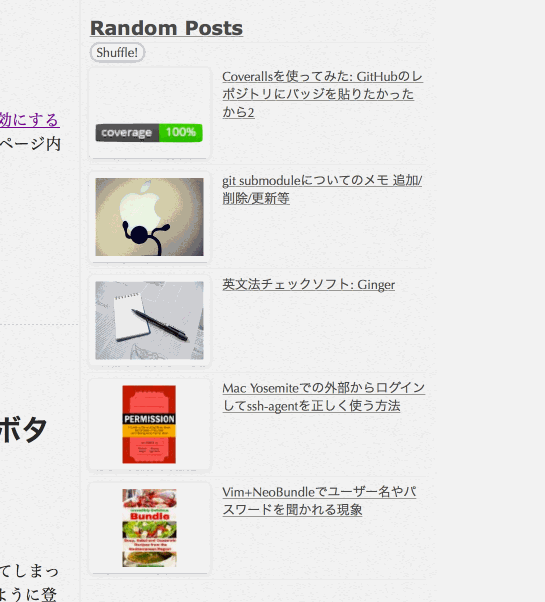 Random Posts
Shuffle!
Coverallsを使ってみた: GitHubのレ
ポジトリにバッジを貼りたかった
から2
coverage 100%
git submoduleについてのメモ 追加/
削除/更新等
英文法チェックソフト: Ginger
Mac Yosemiteでの外部からログイン
してssh-agentを正しく使う方法
PERMISSION
Vim+NeoBundleでユーザー名やパ
スワードを聞かれる現象
Bundle
効にする
ページ内
ボタ
てしまっ
ように登